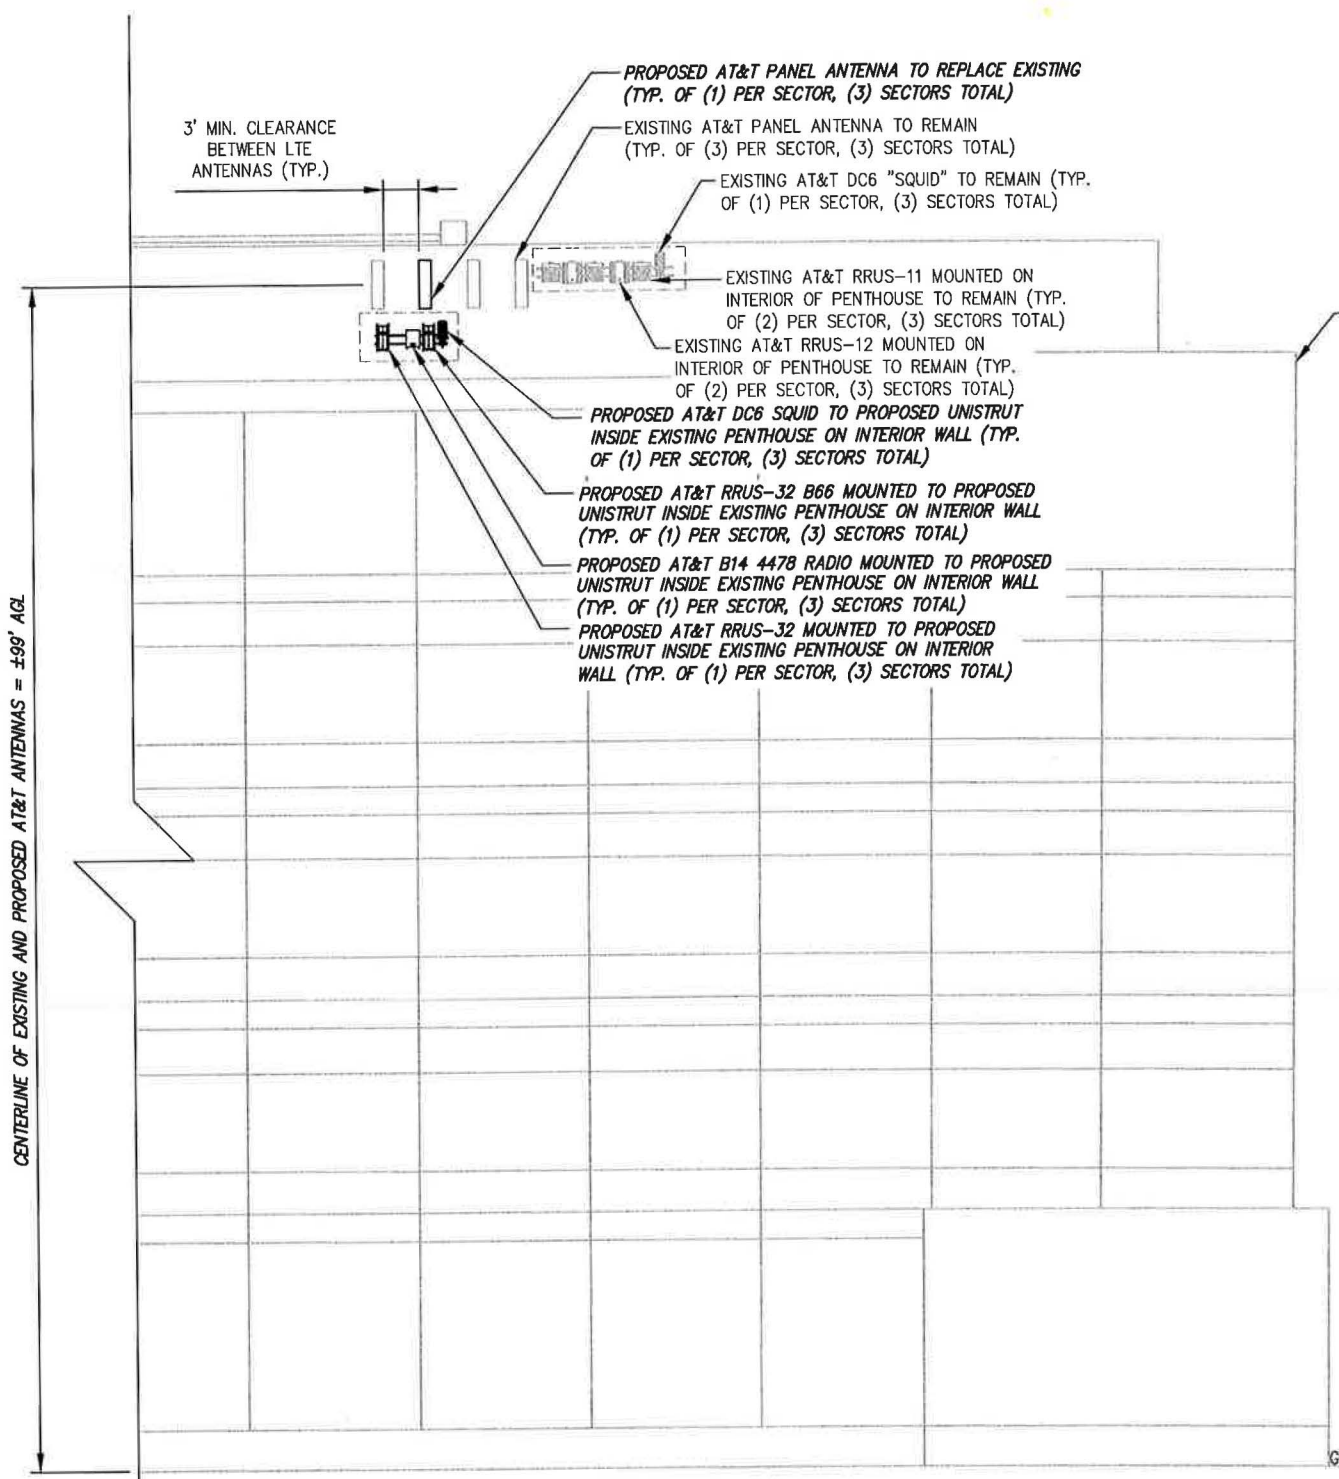 PROPOSED AT&T PANEL ANTENNA TO REPLACE EXISTING
(TYP. OF (1) PER SECTOR, (3) SECTORS TOTAL)
3' MIN. CLEARANCE
BETWEEN LTE
ANTENNAS (TYP.)
EXISTING AT&T PANEL ANTENNA TO REMAIN
(TYP. OF (3) PER SECTOR, (3) SECTORS TOTAL)
EXISTING AT&T DC6 "SQUID" TO REMAIN (TYP.
OF (1) PER SECTOR, (3) SECTORS TOTAL)
EXISTING AT&T RRUS-11 MOUNTED ON
INTERIOR OF PENTHOUSE TO REMAIN (TYP.
OF (2) PER SECTOR, (3) SECTORS TOTAL)
EXISTING AT&T RRUS-12 MOUNTED ON
INTERIOR OF PENTHOUSE TO REMAIN (TYP.
OF (2) PER SECTOR, (3) SECTORS TOTAL)
PROPOSED AT&T DC6 SQUID TO PROPOSED UNISTRUT
INSIDE EXISTING PENTHOUSE ON INTERIOR WALL (TYP.
OF (1) PER SECTOR, (3) SECTORS TOTAL)
PROPOSED AT&T RRUS-32 B66 MOUNTED TO PROPOSED
UNISTRUT INSIDE EXISTING PENTHOUSE ON INTERIOR WALL
(TYP. OF (1) PER SECTOR, (3) SECTORS TOTAL)
PROPOSED AT&T B14 4478 RADIO MOUNTED TO PROPOSED
UNISTRUT INSIDE EXISTING PENTHOUSE ON INTERIOR WALL
(TYP. OF (1) PER SECTOR, (3) SECTORS TOTAL)
PROPOSED AT&T RRUS-32 MOUNTED TO PROPOSED
UNISTRUT INSIDE EXISTING PENTHOUSE ON INTERIOR
WALL (TYP. OF (1) PER SECTOR, (3) SECTORS TOTAL)
CENTERLINE OF EXISTING AND PROPOSED AT&T ANTENNAS = ±99' AGL